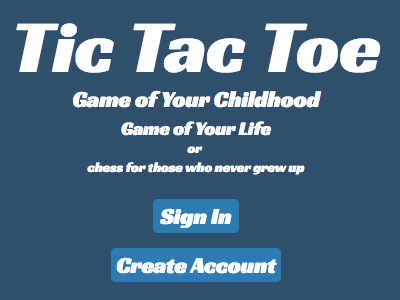 Tic Tac Toe
Game of Your Childhood
Game of Your Life
or
chess for those who never grew up
Sign In
Create Account